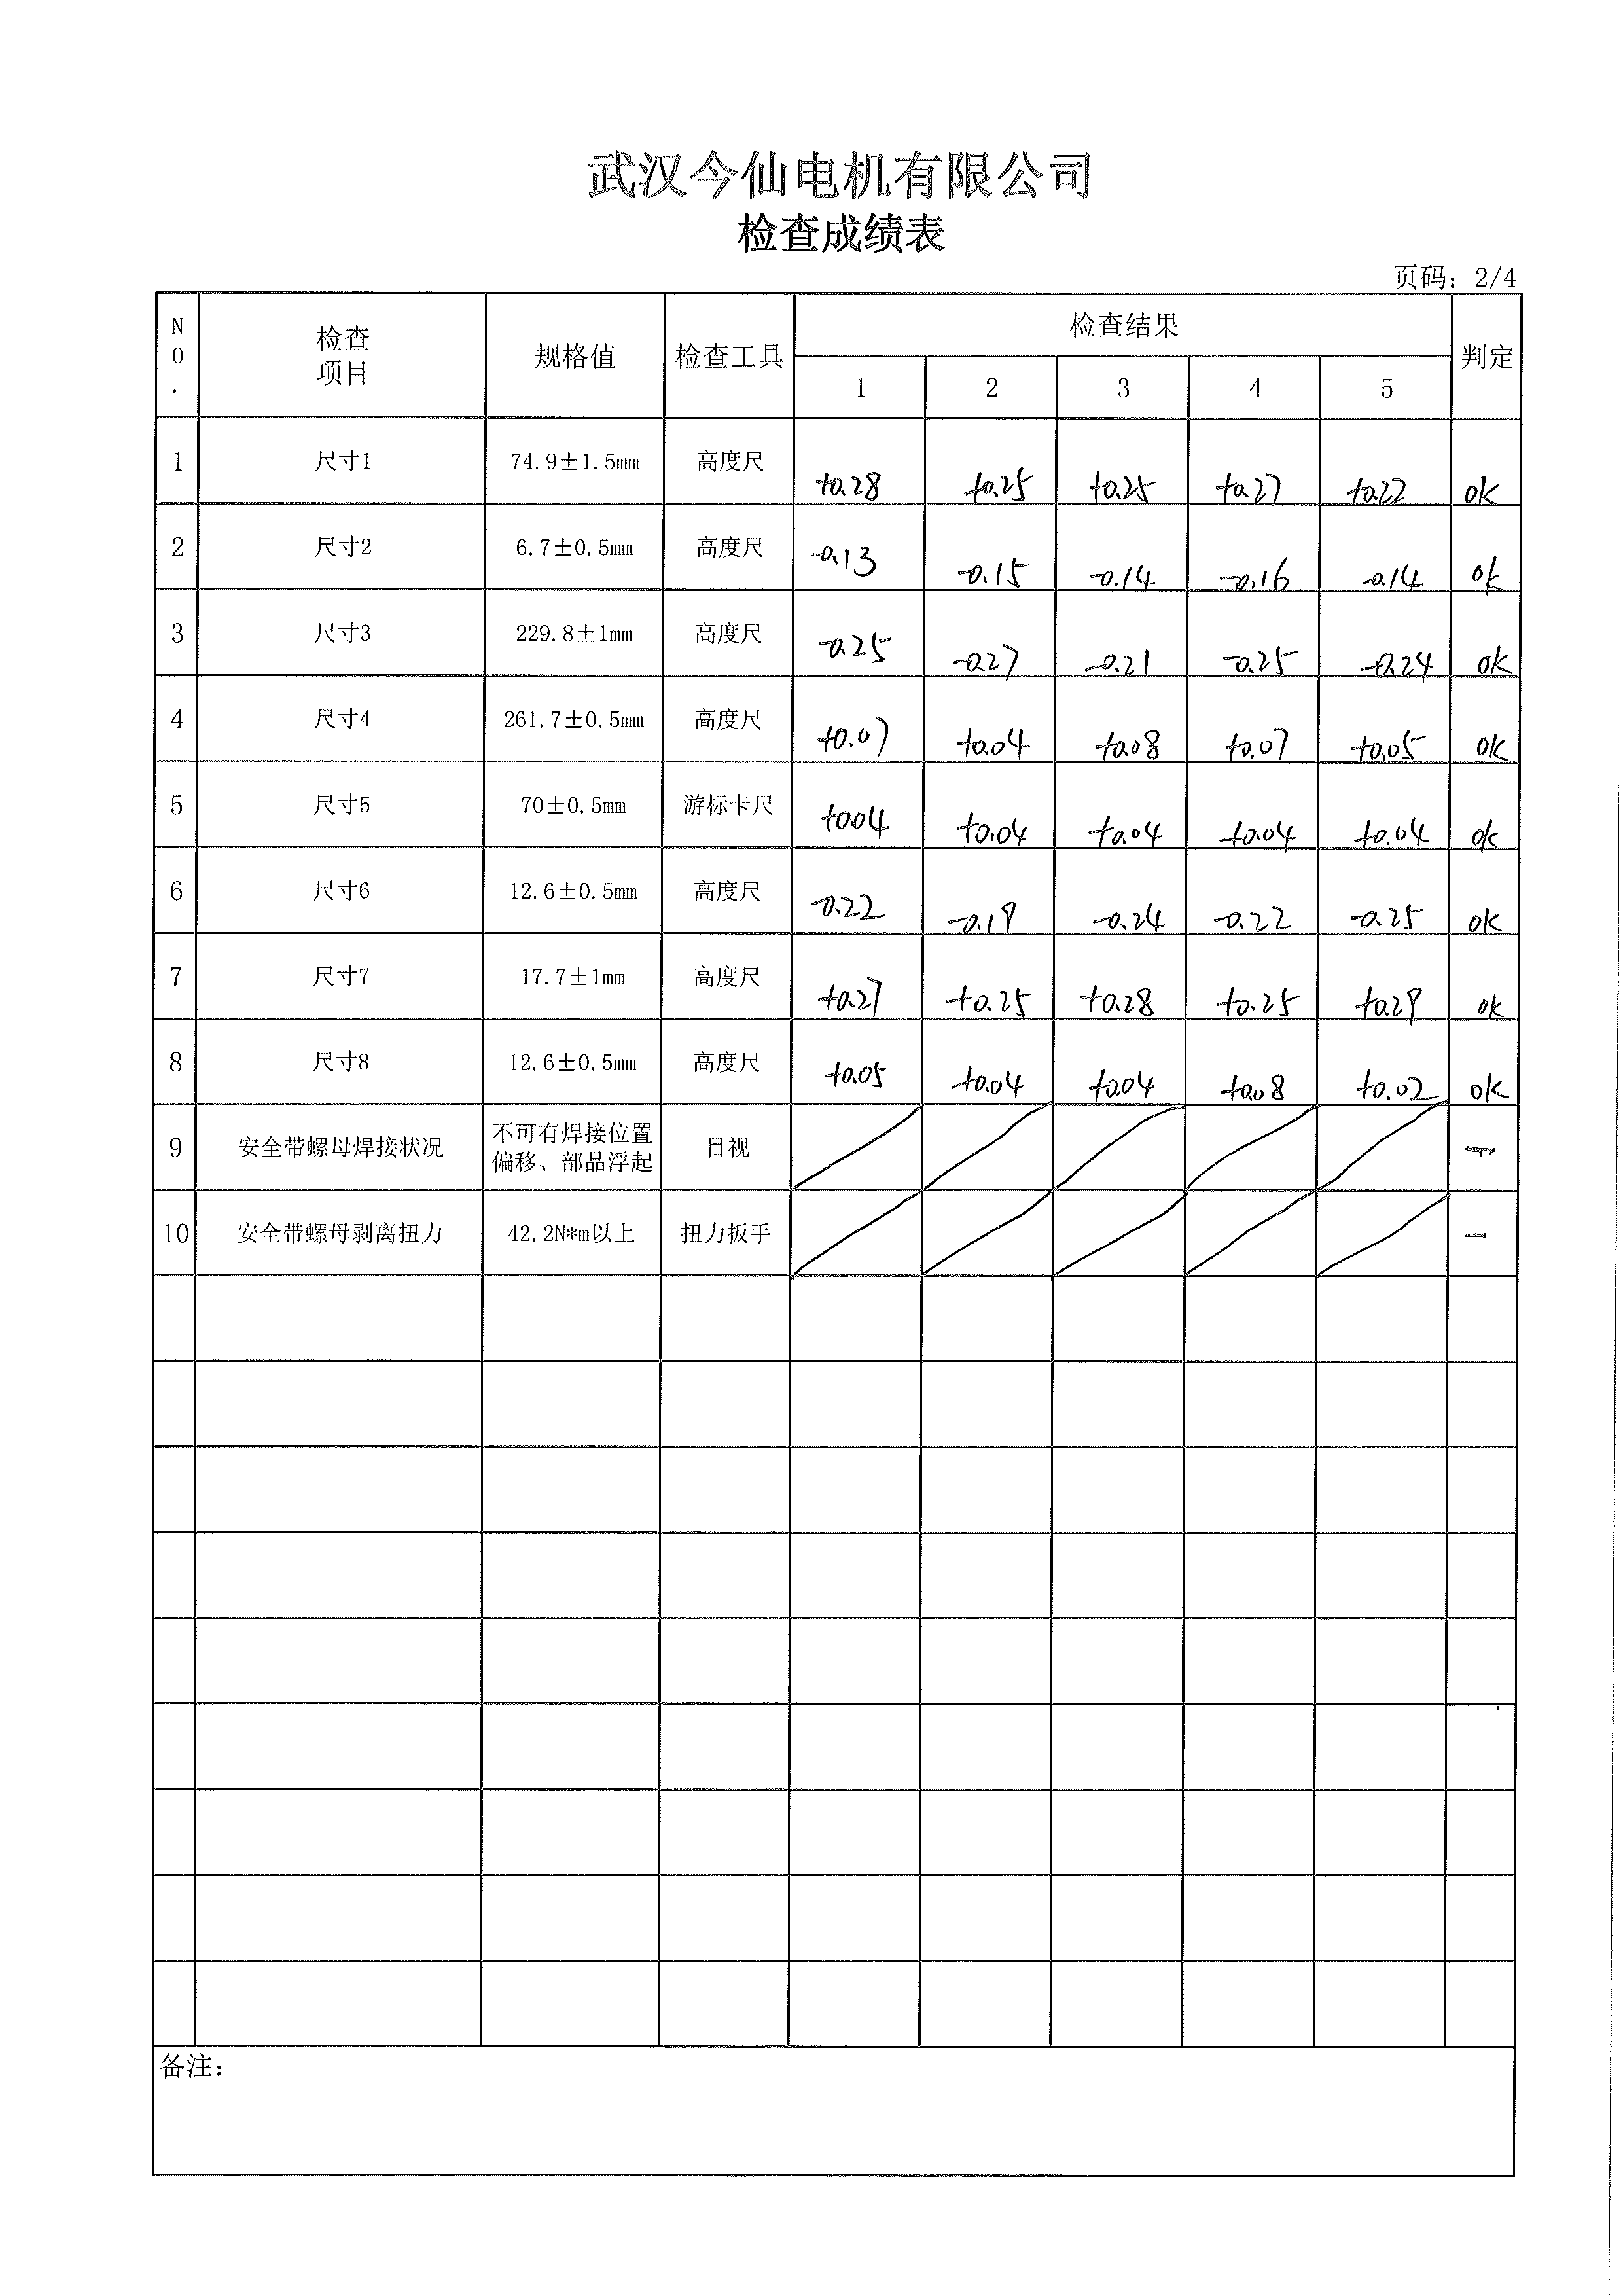 武汉今仙电机有限公司
检查成绩表
页码：2/4
NO. 检查项目 规格值 检查工具 检查结果 判定
1 2 3 4 5
1 尺寸1 74.9±1.5mm 高度尺 +0.28 +0.25 +0.25 +0.27 +0.22 ok
2 尺寸2 6.7±0.5mm 高度尺 -0.13 -0.15 -0.14 -0.16 -0.14 ok
3 尺寸3 229.8±1mm 高度尺 -0.25 -0.27 -0.21 -0.25 -0.24 ok
4 尺寸4 261.7±0.5mm 高度尺 +0.07 +0.04 +0.08 +0.07 +0.05 ok
5 尺寸5 70±0.5mm 游标卡尺 +0.04 +0.04 +0.04 +0.04 +0.04 ok
6 尺寸6 12.6±0.5mm 高度尺 -0.22 -0.19 -0.24 -0.22 -0.25 ok
7 尺寸7 17.7±1mm 高度尺 +0.27 +0.25 +0.28 +0.25 +0.29 ok
8 尺寸8 12.6±0.5mm 高度尺 +0.05 +0.04 +0.04 +0.08 +0.02 ok
9 安全带螺母焊接状况 不可有焊接位置偏移、部品浮起 目视 —
10 安全带螺母剥离扭力 42.2N*m以上 扭力扳手 —
备注：